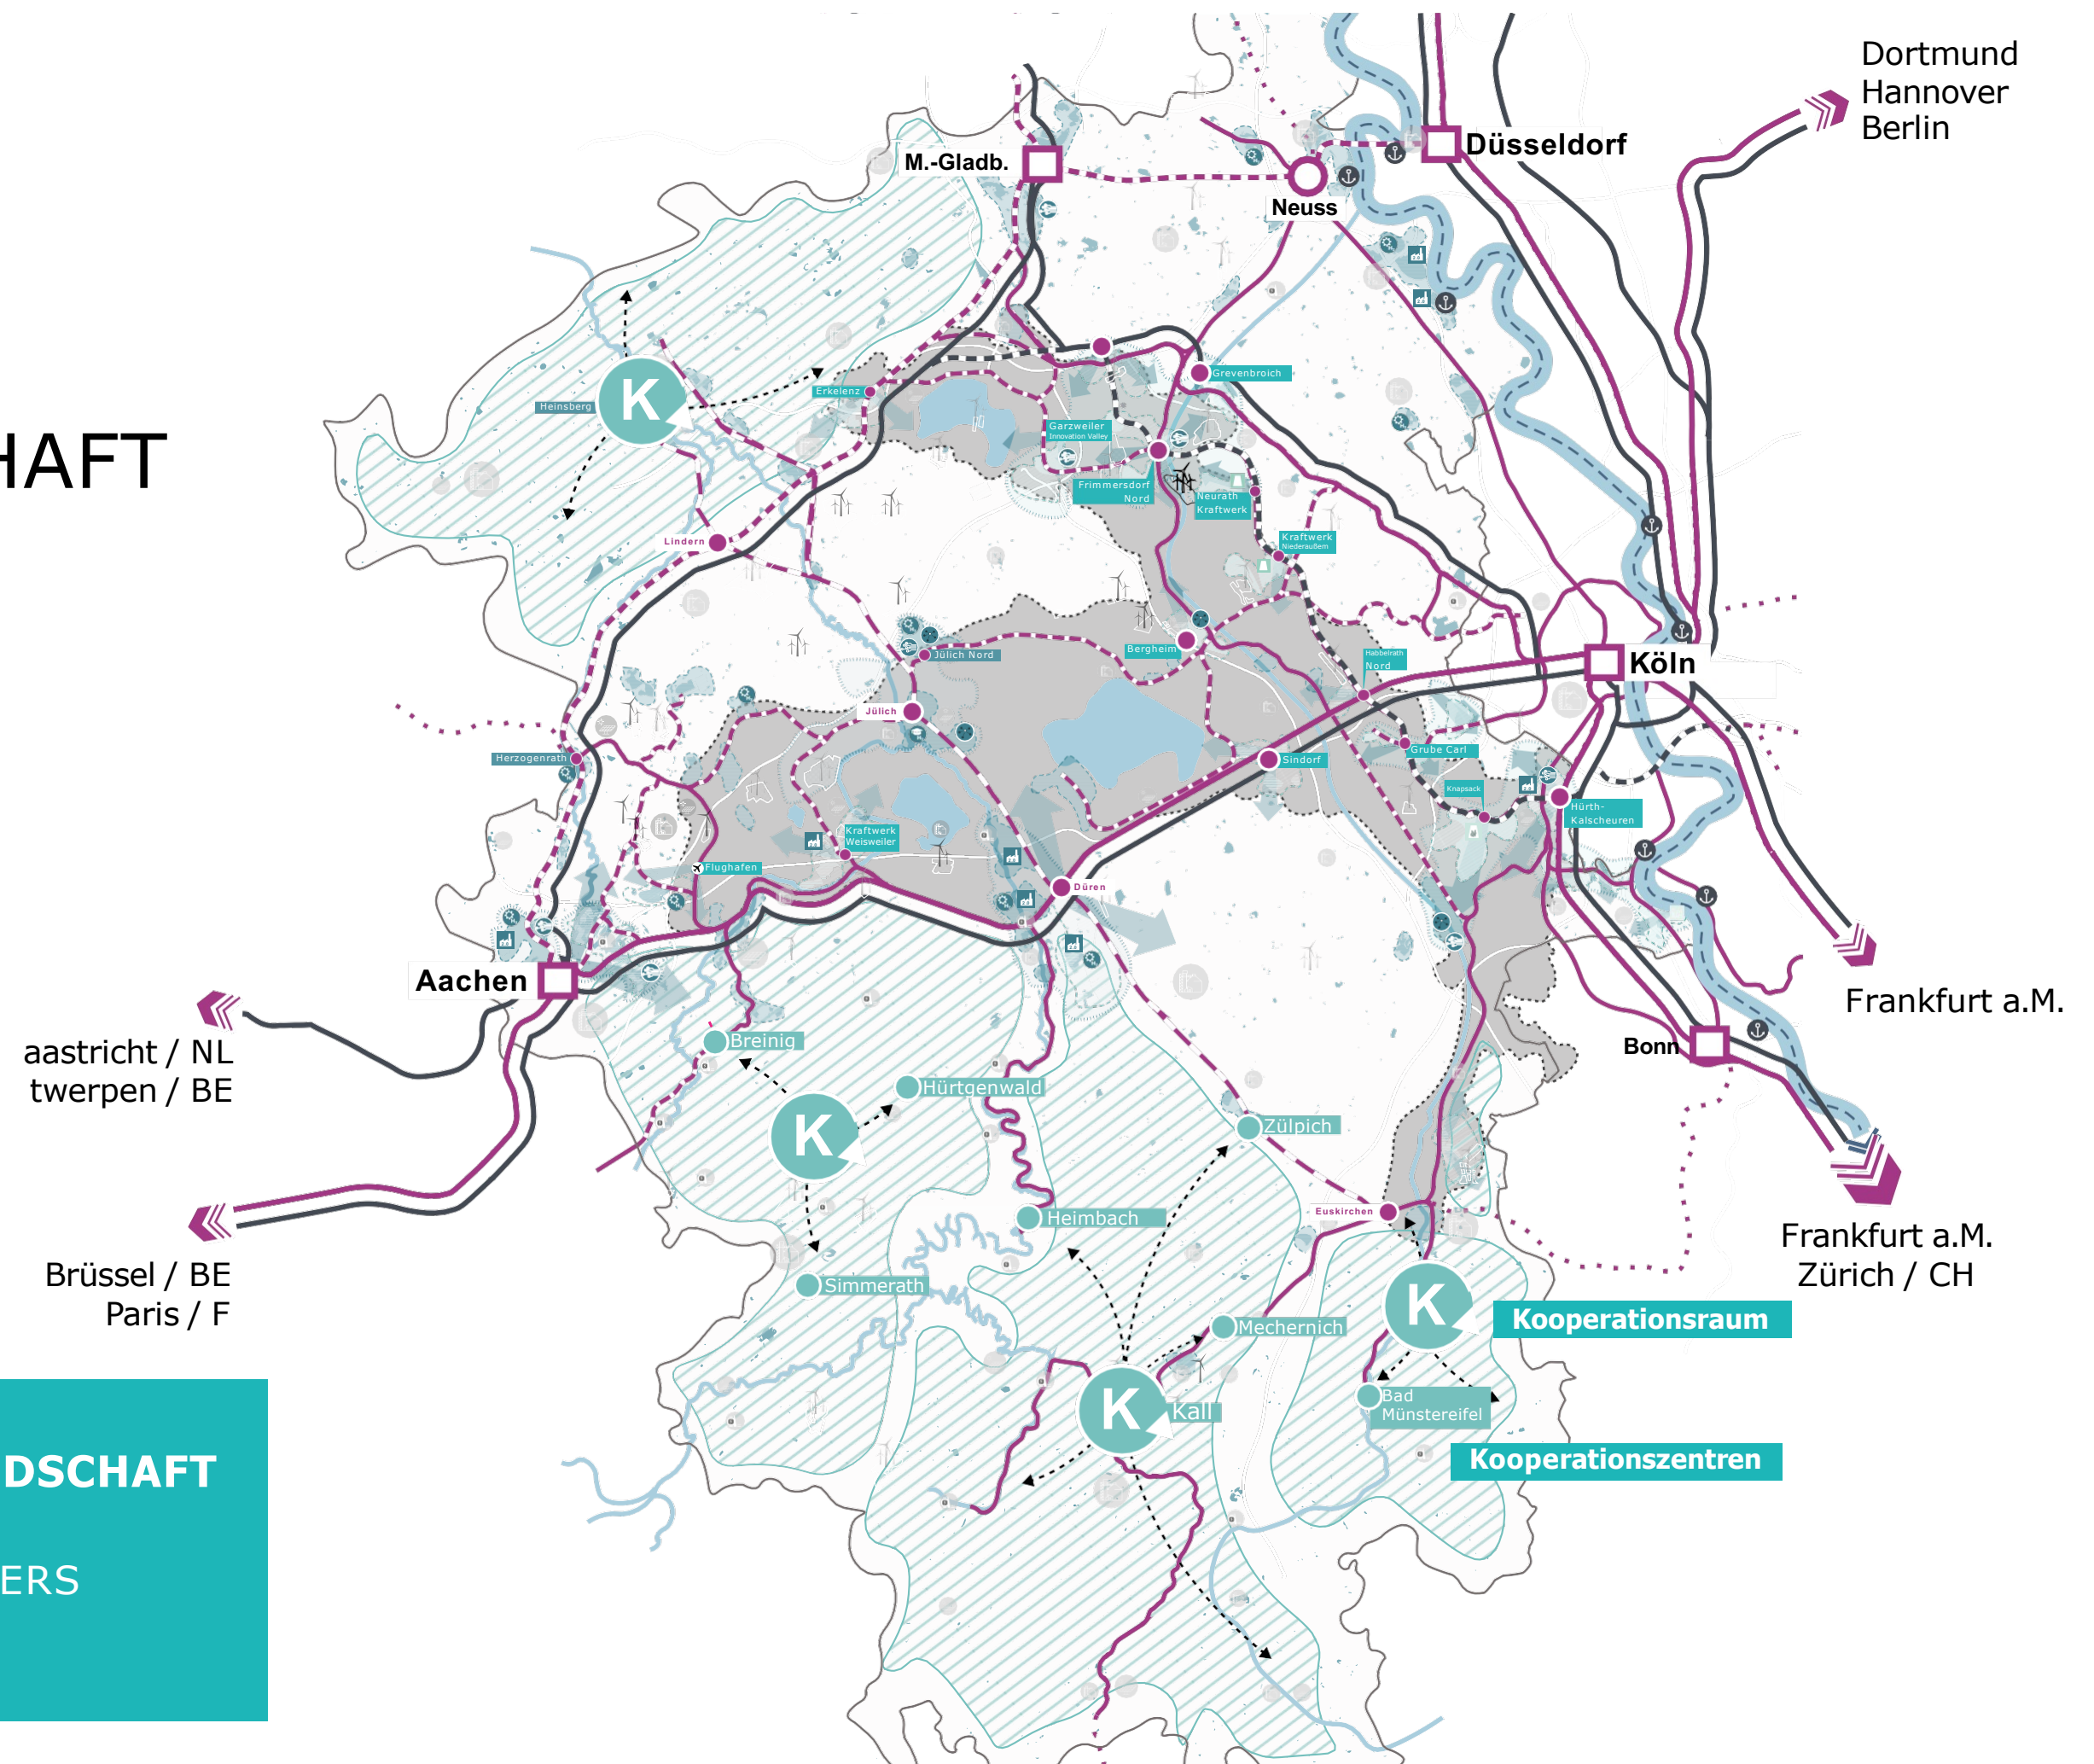 Dortmund
Hannover
Berlin
Düsseldorf
M.-Gladb.
Neuss
Erkelenz
Grevenbroich
K
Heinsberg
HAFT
Garzweiler
Innovation Valley
Frimmersdorf
Nord
Neurath
Kraftwerk
Lindern
Kraftwerk
Niederaußem
Jülich Nord
Bergheim
Habbelrath
Nord
Köln
Jülich
Herzogenrath
Sindorf
Grube Carl
Knapsack
Hürth-
Kalscheuren
Kraftwerk
Weisweiler
Flughafen
Düren
Aachen
Frankfurt a.M.
aastricht / NL
twerpen / BE
Breinig
Bonn
Hürtgenwald
K
Zülpich
Heimbach
Euskirchen
Brüssel / BE
Paris / F
Frankfurt a.M.
Zürich / CH
Simmerath
K
Kooperationsraum
Mechernich
K
Kall
Bad
Münstereifel
Kooperationszentren
DSCHAFT
ERS